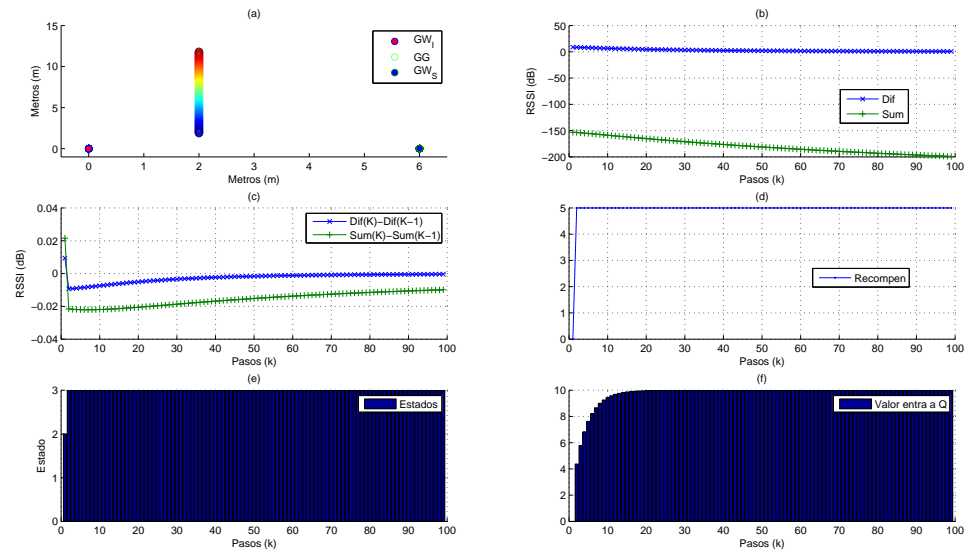 (a)
15
10
5
0
Metros (m)
0 1 2 3 4 5 6
Metros (m)
GW_I
GG
GW_S
(b)
50
0
−50
−100
−150
−200
RSSI (dB)
0 10 20 30 40 50 60 70 80 90 100
Pasos (k)
Dif
Sum
(c)
0.04
0.02
0
−0.02
−0.04
RSSI (dB)
0 10 20 30 40 50 60 70 80 90 100
Pasos (k)
Dif(K)−Dif(K−1)
Sum(K)−Sum(K−1)
(d)
5
4
3
2
1
0
0 10 20 30 40 50 60 70 80 90 100
Pasos (k)
Recompen
(e)
3
2
1
0
Estado
0 10 20 30 40 50 60 70 80 90 100
Pasos (k)
Estados
(f)
10
8
6
4
2
0
0 10 20 30 40 50 60 70 80 90 100
Pasos (k)
Valor entra a Q